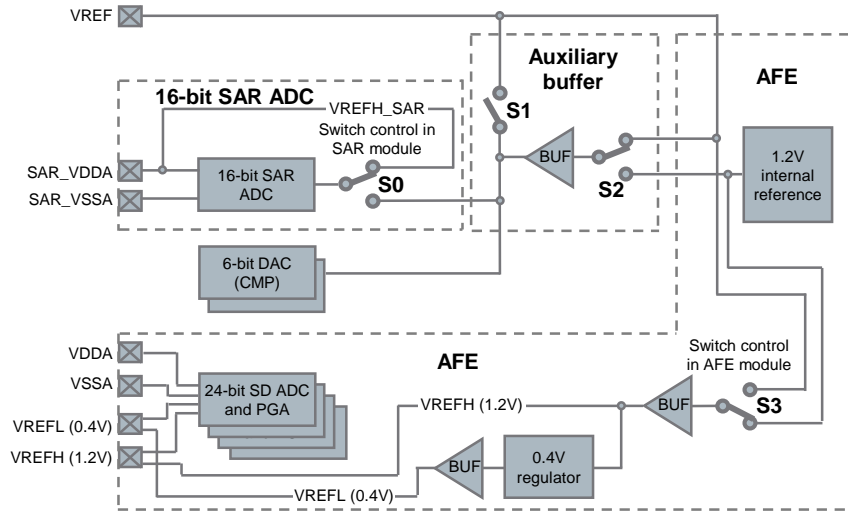 VREF
Auxiliary
buffer
AFE
16-bit SAR ADC
VREFH_SAR
Switch control in
SAR module
S1
BUF
S2
1.2V
internal
reference
SAR_VDDA
SAR_VSSA
16-bit SAR
ADC
S0
6-bit DAC
(CMP)
VDDA
VSSA
VREFL (0.4V)
VREFH (1.2V)
AFE
24-bit SD ADC
and PGA
Switch control
in AFE module
VREFH (1.2V)
BUF
S3
BUF
0.4V
regulator
VREFL (0.4V)